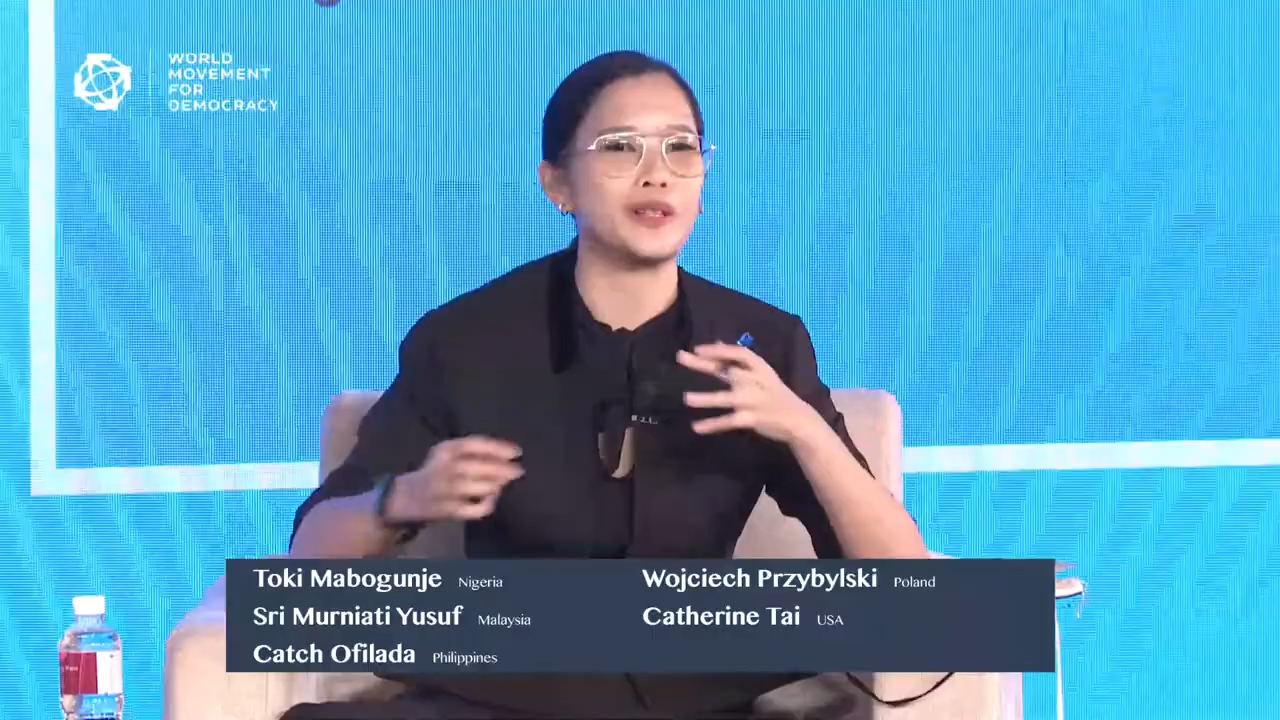 WORLD
MOVEMENT
FOR
DEMOCRACY
Toki Mabogunje Nigeria
Wojciech Przybylski Poland
Sri Murniati Yusuf Malaysia
Catherine Tai USA
Catch Ofilada Philippines